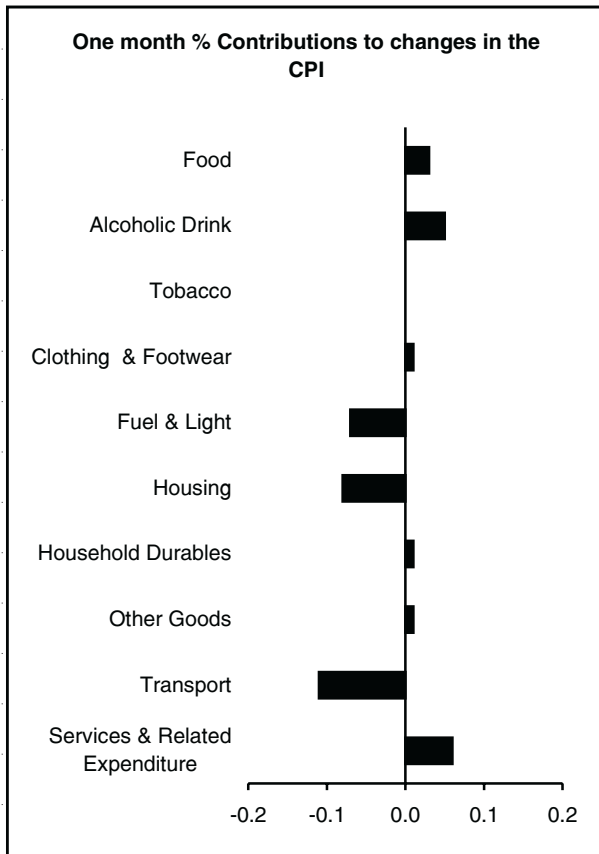 One month % Contributions to changes in the
CPI
Food
Alcoholic Drink
Tobacco
Clothing & Footwear
Fuel & Light
Housing
Household Durables
Other Goods
Transport
Services & Related
Expenditure
-0.2 -0.1 0.0 0.1 0.2